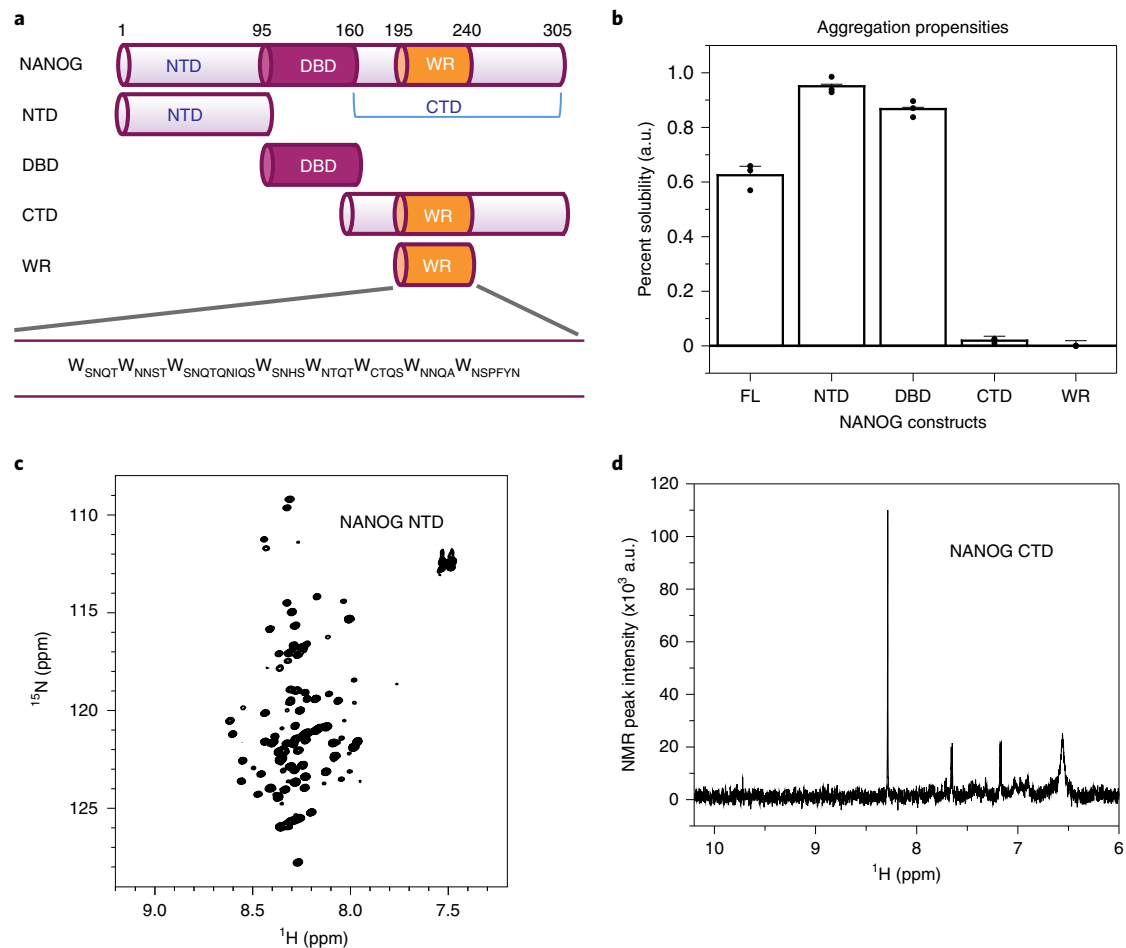 a
1 95 160 195 240 305
NANOG NTD DBD WR
CTD
NTD NTD
DBD DBD
CTD WR
WR WR
WSNQTWNNSTWSNQTQNIQSWSNHSWNTQTWCTQSWNNQAWNSPFYN
b
Aggregation propensities
Percent solubility (a.u.)
1.0
0.8
0.6
0.4
0.2
0
FL NTD DBD CTD WR
NANOG constructs
c
NANOG NTD
15N (ppm)
110
115
120
125
9.0 8.5 8.0 7.5
1H (ppm)
d
NANOG CTD
NMR peak intensity (x10³ a.u.)
120
100
80
60
40
20
0
10 9 8 7 6
1H (ppm)